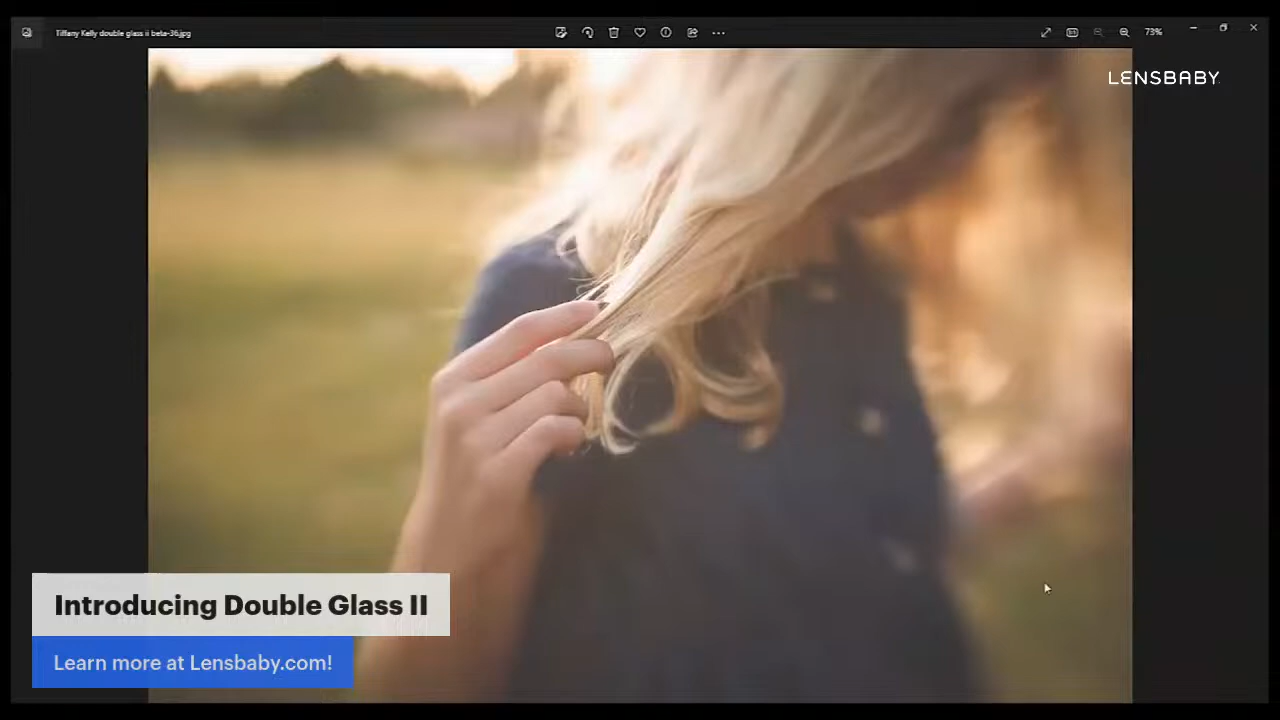 Tiffany Kelly double glass ii beta-36.jpg
73%
LENSBABY
Introducing Double Glass II
Learn more at Lensbaby.com!